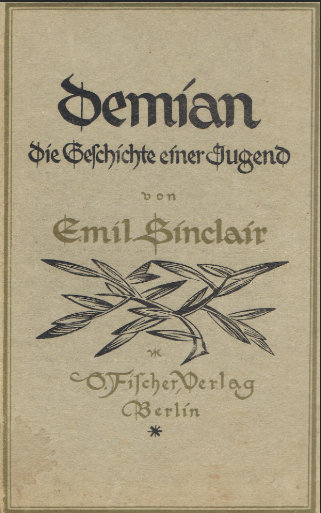 Demian
die Geschichte einer Jugend
von
Emil Sinclair
S. Fischer, Verlag
Berlin